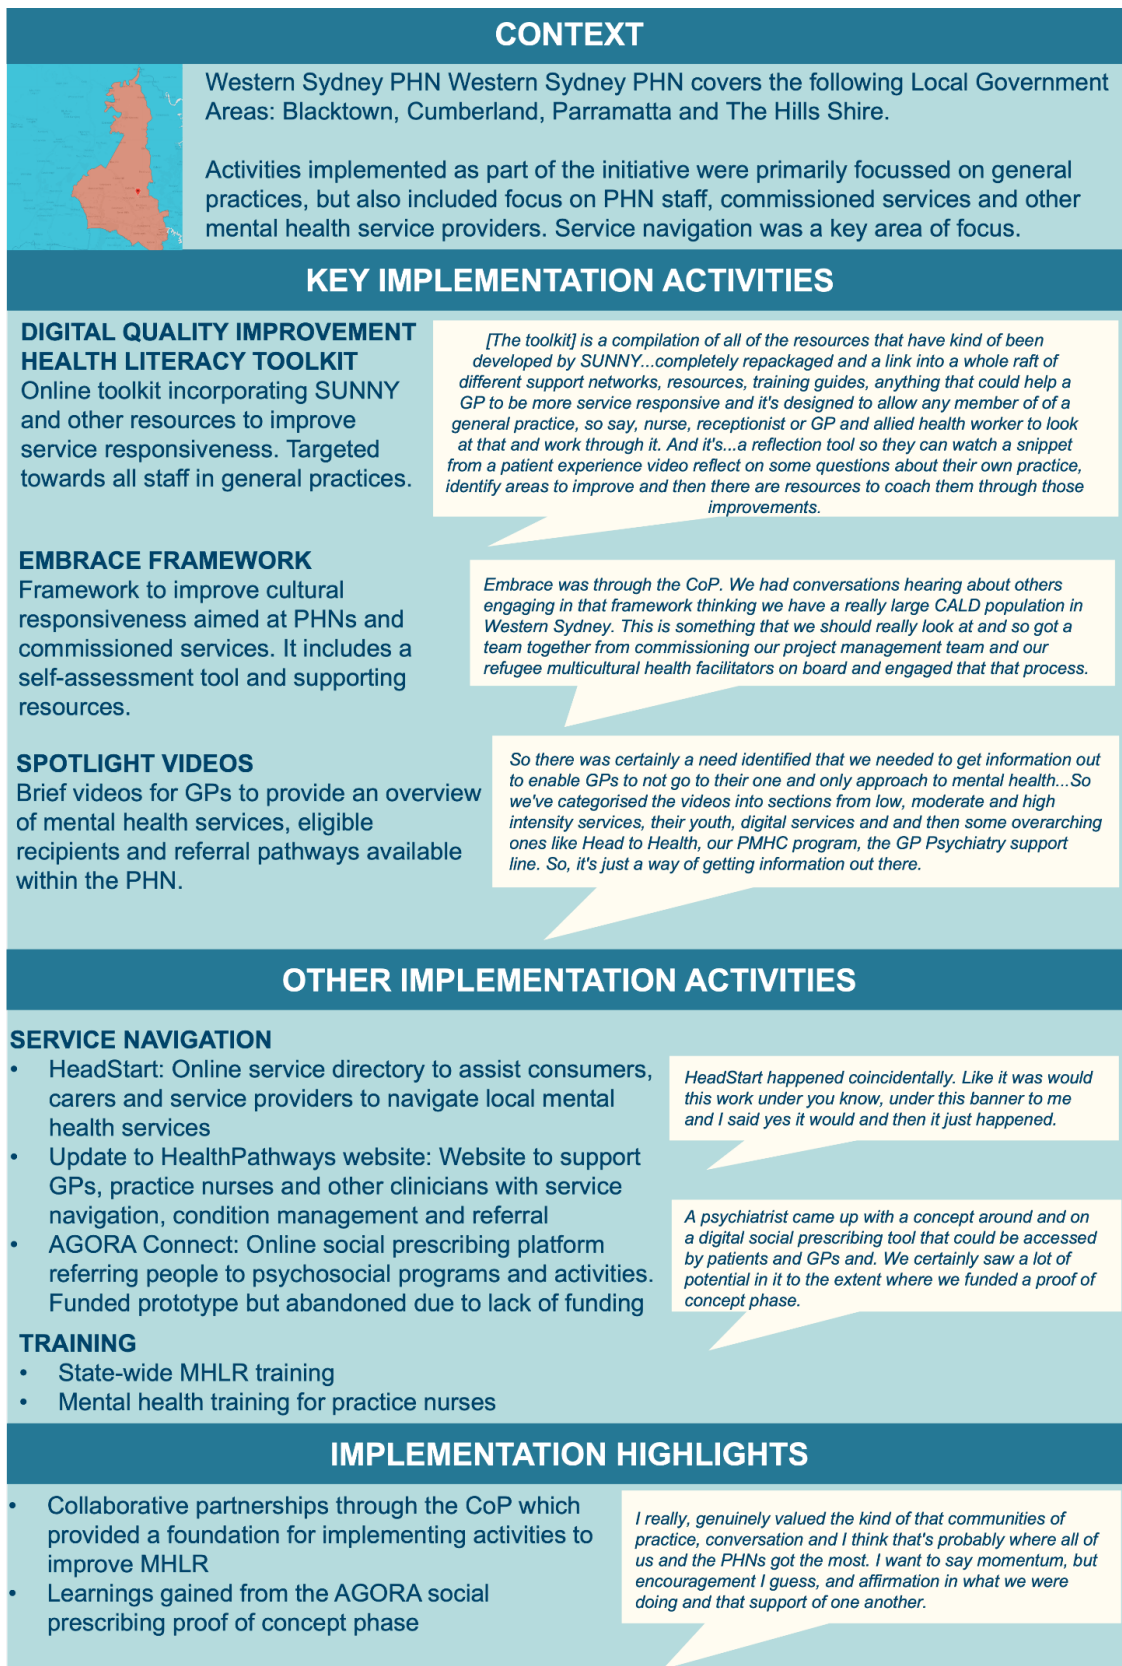 CONTEXT
Western Sydney PHN Western Sydney PHN covers the following Local Government
Areas: Blacktown, Cumberland, Parramatta and The Hills Shire.
Activities implemented as part of the initiative were primarily focussed on general
practices, but also included focus on PHN staff, commissioned services and other
mental health service providers. Service navigation was a key area of focus.
KEY IMPLEMENTATION ACTIVITIES
DIGITAL QUALITY IMPROVEMENT
HEALTH LITERACY TOOLKIT
Online toolkit incorporating SUNNY
and other resources to improve
service responsiveness. Targeted
towards all staff in general practices.
[The toolkit] is a compilation of all of the resources that have kind of been
developed by SUNNY...completely repackaged and a link into a whole raft of
different support networks, resources, training guides, anything that could help a
GP to be more service responsive and it's designed to allow any member of of a
general practice, so say, nurse, receptionist or GP and allied health worker to look
at that and work through it. And it's...a reflection tool so they can watch a snippet
from a patient experience video reflect on some questions about their own practice,
identify areas to improve and then there are resources to coach them through those
improvements.
EMBRACE FRAMEWORK
Framework to improve cultural
responsiveness aimed at PHNs and
commissioned services. It includes a
self-assessment tool and supporting
resources.
Embrace was through the CoP. We had conversations hearing about others
engaging in that framework thinking we have a really large CALD population in
Western Sydney. This is something that we should really look at and so got a
team together from commissioning our project management team and our
refugee multicultural health facilitators on board and engaged that that process.
SPOTLIGHT VIDEOS
Brief videos for GPs to provide an overview
of mental health services, eligible
recipients and referral pathways available
within the PHN.
So there was certainly a need identified that we needed to get information out
to enable GPs to not go to their one and only approach to mental health...So
we've categorised the videos into sections from low, moderate and high
intensity services, their youth, digital services and and then some overarching
ones like Head to Health, our PMHC program, the GP Psychiatry support
line. So, it's just a way of getting information out there.
OTHER IMPLEMENTATION ACTIVITIES
SERVICE NAVIGATION
• HeadStart: Online service directory to assist consumers,
carers and service providers to navigate local mental
health services
• Update to HealthPathways website: Website to support
GPs, practice nurses and other clinicians with service
navigation, condition management and referral
• AGORA Connect: Online social prescribing platform
referring people to psychosocial programs and activities.
Funded prototype but abandoned due to lack of funding
HeadStart happened coincidentally. Like it was would
this work under you know, under this banner to me
and I said yes it would and then it just happened.
A psychiatrist came up with a concept around and on
a digital social prescribing tool that could be accessed
by patients and GPs and. We certainly saw a lot of
potential in it to the extent where we funded a proof of
concept phase.
TRAINING
• State-wide MHLR training
• Mental health training for practice nurses
IMPLEMENTATION HIGHLIGHTS
• Collaborative partnerships through the CoP which
provided a foundation for implementing activities to
improve MHLR
• Learnings gained from the AGORA social
prescribing proof of concept phase
I really, genuinely valued the kind of that communities of
practice, conversation and I think that's probably where all of
us and the PHNs got the most. I want to say momentum, but
encouragement I guess, and affirmation in what we were
doing and that support of one another.